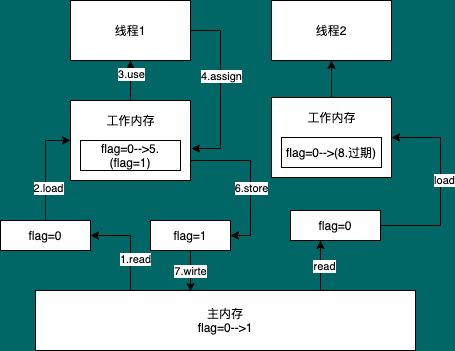 线程1
线程2
3.use
4.assign
工作内存
flag=0-->5.
(flag=1)
工作内存
flag=0-->(8.过期)
2.load
6.store
load
flag=0
flag=1
flag=0
1.read
7.wirte
read
主内存
flag=0-->1